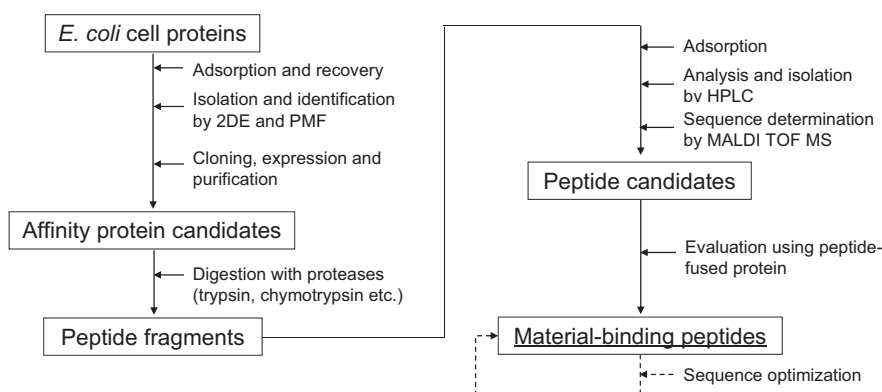 E. coli cell proteins
Adsorption and recovery
Isolation and identification
by 2DE and PMF
Cloning, expression and
purification
Affinity protein candidates
Digestion with proteases
(trypsin, chymotrypsin etc.)
Peptide fragments
Adsorption
Analysis and isolation
bv HPLC
Sequence determination
by MALDI TOF MS
Peptide candidates
Evaluation using peptide-
fused protein
Material-binding peptides
Sequence optimization